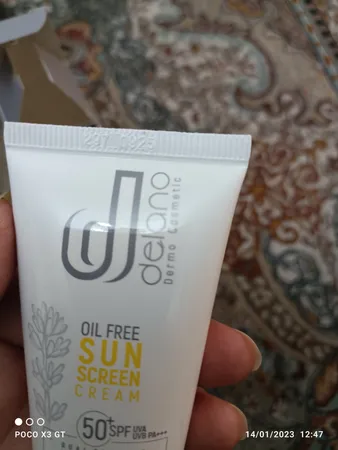 delano
Dermo Cosmetic
OIL FREE
SUN
SCREEN
CREAM
50+ SPF UVA
UVB PA+++
POCO X3 GT
14/01/2023 12:47